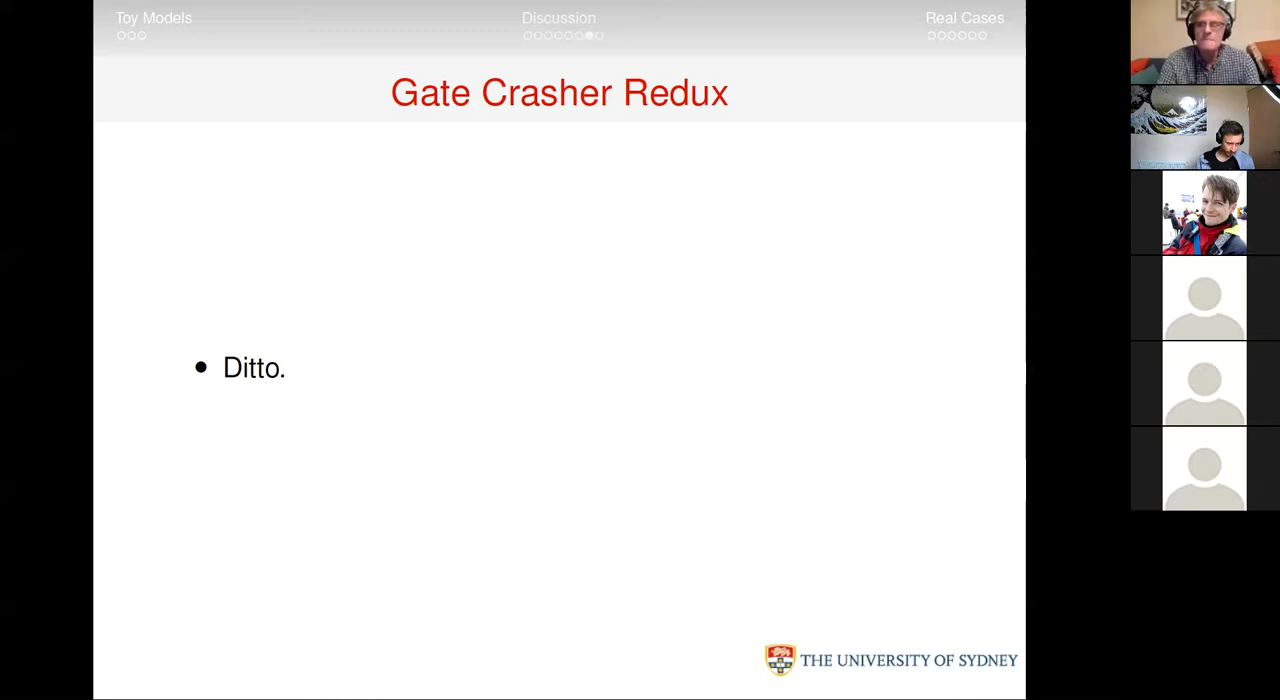 Toy Models
Discussion
Real Cases
Gate Crasher Redux
• Ditto.
THE UNIVERSITY OF SYDNEY